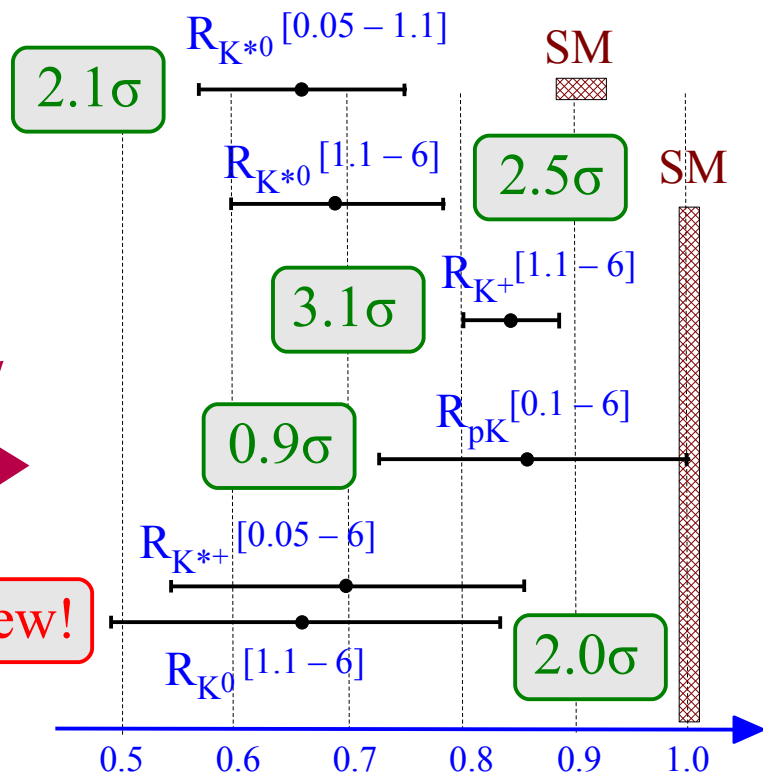 R_K*0 [0.05 – 1.1]
SM
2.1σ
R_K*0 [1.1 – 6]
2.5σ
SM
R_K+ [1.1 – 6]
3.1σ
R_pK [0.1 – 6]
0.9σ
R_K*+ [0.05 – 6]
ew!
R_K0 [1.1 – 6]
2.0σ
0.5 0.6 0.7 0.8 0.9 1.0